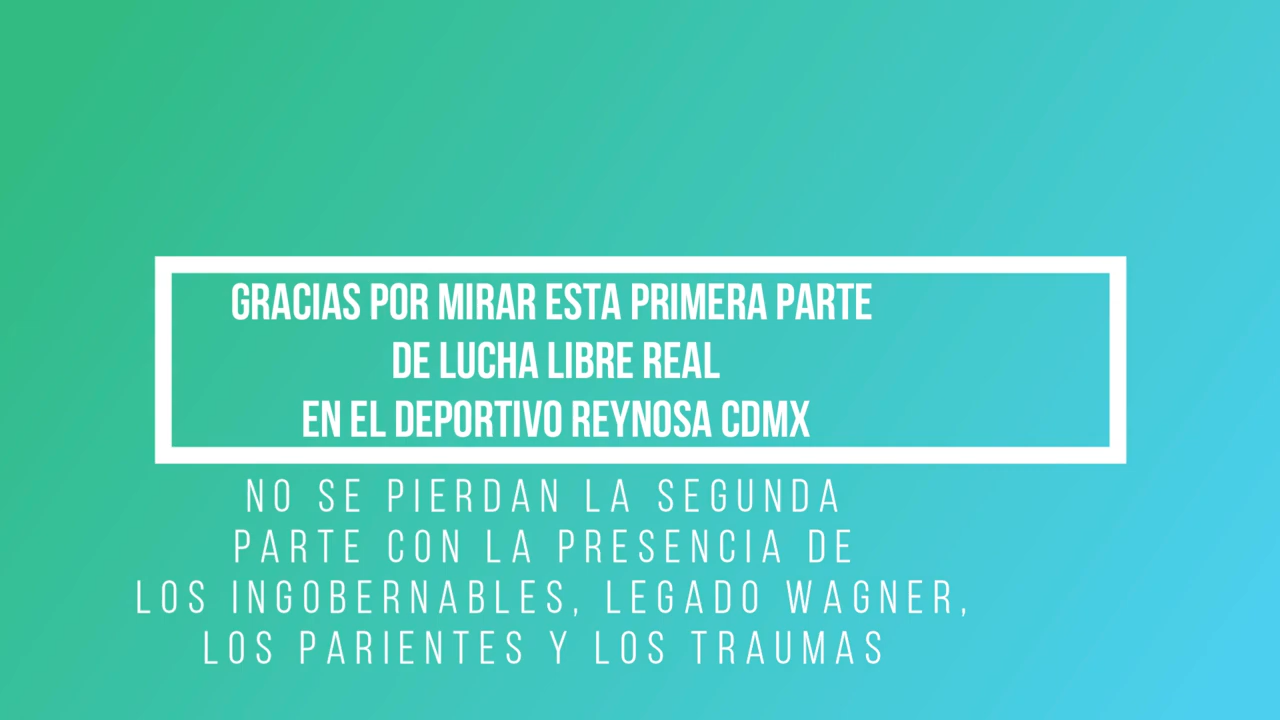 GRACIAS POR MIRAR ESTA PRIMERA PARTE
DE LUCHA LIBRE REAL
EN EL DEPORTIVO REYNOSA CDMX
NO SE PIERDAN LA SEGUNDA
PARTE CON LA PRESENCIA DE
LOS INGOBERNABLES, LEGADO WAGNER,
LOS PARIENTES Y LOS TRAUMAS